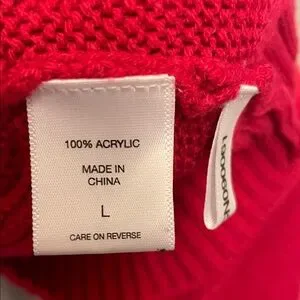 100% ACRYLIC
MADE IN
CHINA
L
CARE ON REVERSE